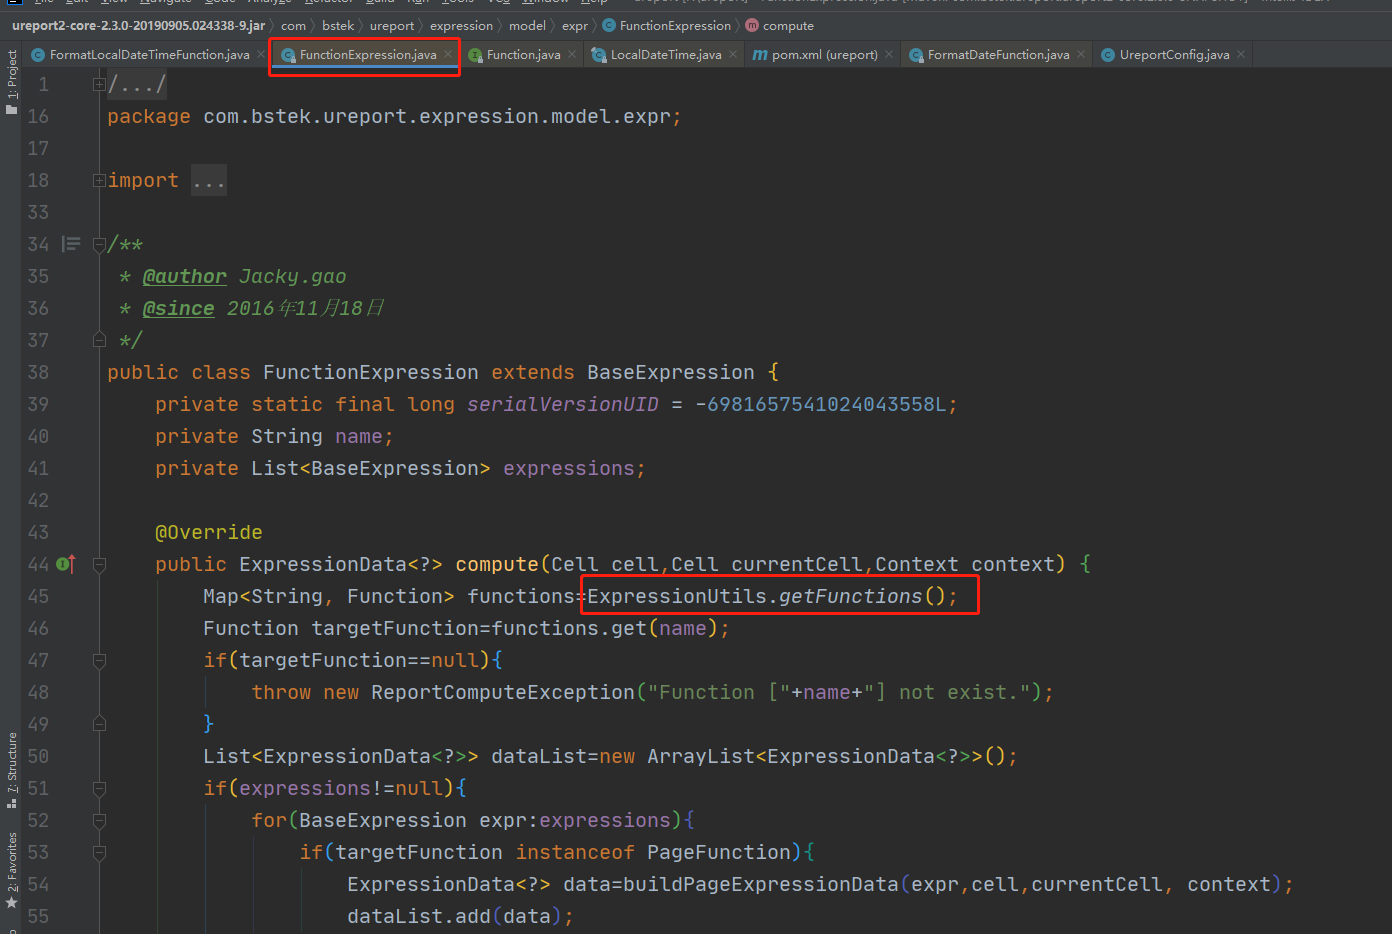 ureport2-core-2.3.0-20190905.024338-9.jar com bstek ureport expression model expr FunctionExpression compute
FormatLocalDateTimeFunction.java FunctionExpression.java Function.java LocalDateTime.java pom.xml (ureport) FormatDateFunction.java UreportConfig.java
1: Project
7: Structure
2: Favorites
1 /.../
16 package com.bstek.ureport.expression.model.expr;
17
18 import ...
33
34 /**
35 * @author Jacky.gao
36 * @since 2016年11月18日
37 */
38 public class FunctionExpression extends BaseExpression {
39 private static final long serialVersionUID = -6981657541024043558L;
40 private String name;
41 private List<BaseExpression> expressions;
42
43 @Override
44 public ExpressionData<?> compute(Cell cell,Cell currentCell,Context context) {
45 Map<String, Function> functions=ExpressionUtils.getFunctions();
46 Function targetFunction=functions.get(name);
47 if(targetFunction==null){
48 throw new ReportComputeException("Function ["+name+"] not exist.");
49 }
50 List<ExpressionData<?>> dataList=new ArrayList<ExpressionData<?>>();
51 if(expressions!=null){
52 for(BaseExpression expr:expressions){
53 if(targetFunction instanceof PageFunction){
54 ExpressionData<?> data=buildPageExpressionData(expr,cell,currentCell, context);
55 dataList.add(data);